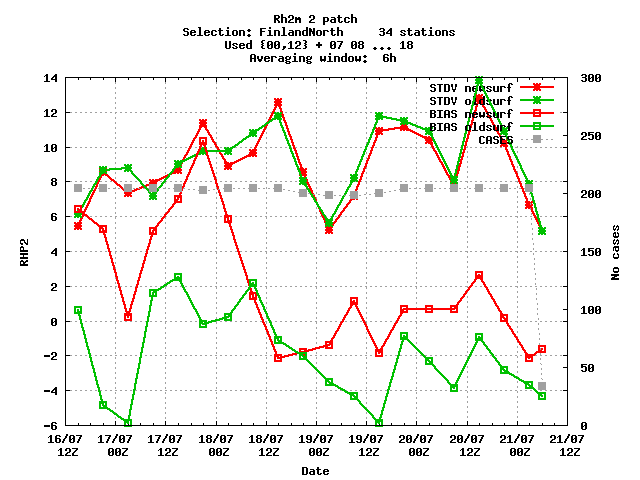 Rh2m 2 patch
Selection: FinlandNorth     34 stations
Used {00,12} + 07 08 ... 18
Averaging window:  6h
STDV newsurf
STDV oldsurf
BIAS newsurf
BIAS oldsurf
CASES
14
12
10
8
6
4
2
0
-2
-4
-6
RHP2
300
250
200
150
100
50
0
No cases
16/07 17/07 17/07 18/07 18/07 19/07 19/07 20/07 20/07 21/07 21/07
12Z 00Z 12Z 00Z 12Z 00Z 12Z 00Z 12Z 00Z 12Z
Date